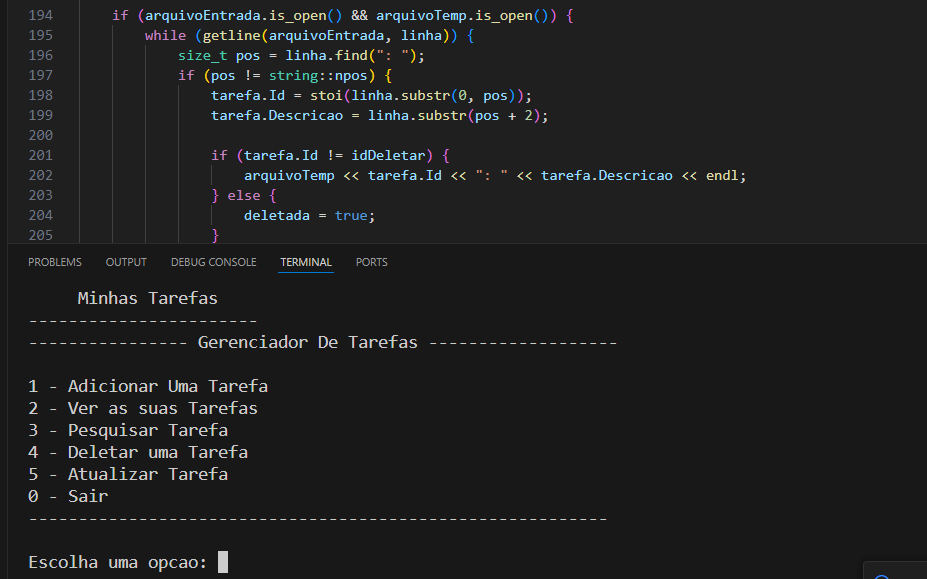 194 if (arquivoEntrada.is_open() && arquivoTemp.is_open()) {
195 while (getline(arquivoEntrada, linha)) {
196 size_t pos = linha.find(": ");
197 if (pos != string::npos) {
198 tarefa.Id = stoi(linha.substr(0, pos));
199 tarefa.Descricao = linha.substr(pos + 2);
200
201 if (tarefa.Id != idDeletar) {
202 arquivoTemp << tarefa.Id << ": " << tarefa.Descricao << endl;
203 } else {
204 deletada = true;
205 }
PROBLEMS OUTPUT DEBUG CONSOLE TERMINAL PORTS
Minhas Tarefas
-----------------------
---------------- Gerenciador De Tarefas -------------------
1 - Adicionar Uma Tarefa
2 - Ver as suas Tarefas
3 - Pesquisar Tarefa
4 - Deletar uma Tarefa
5 - Atualizar Tarefa
0 - Sair
----------------------------------------------------------
Escolha uma opcao: